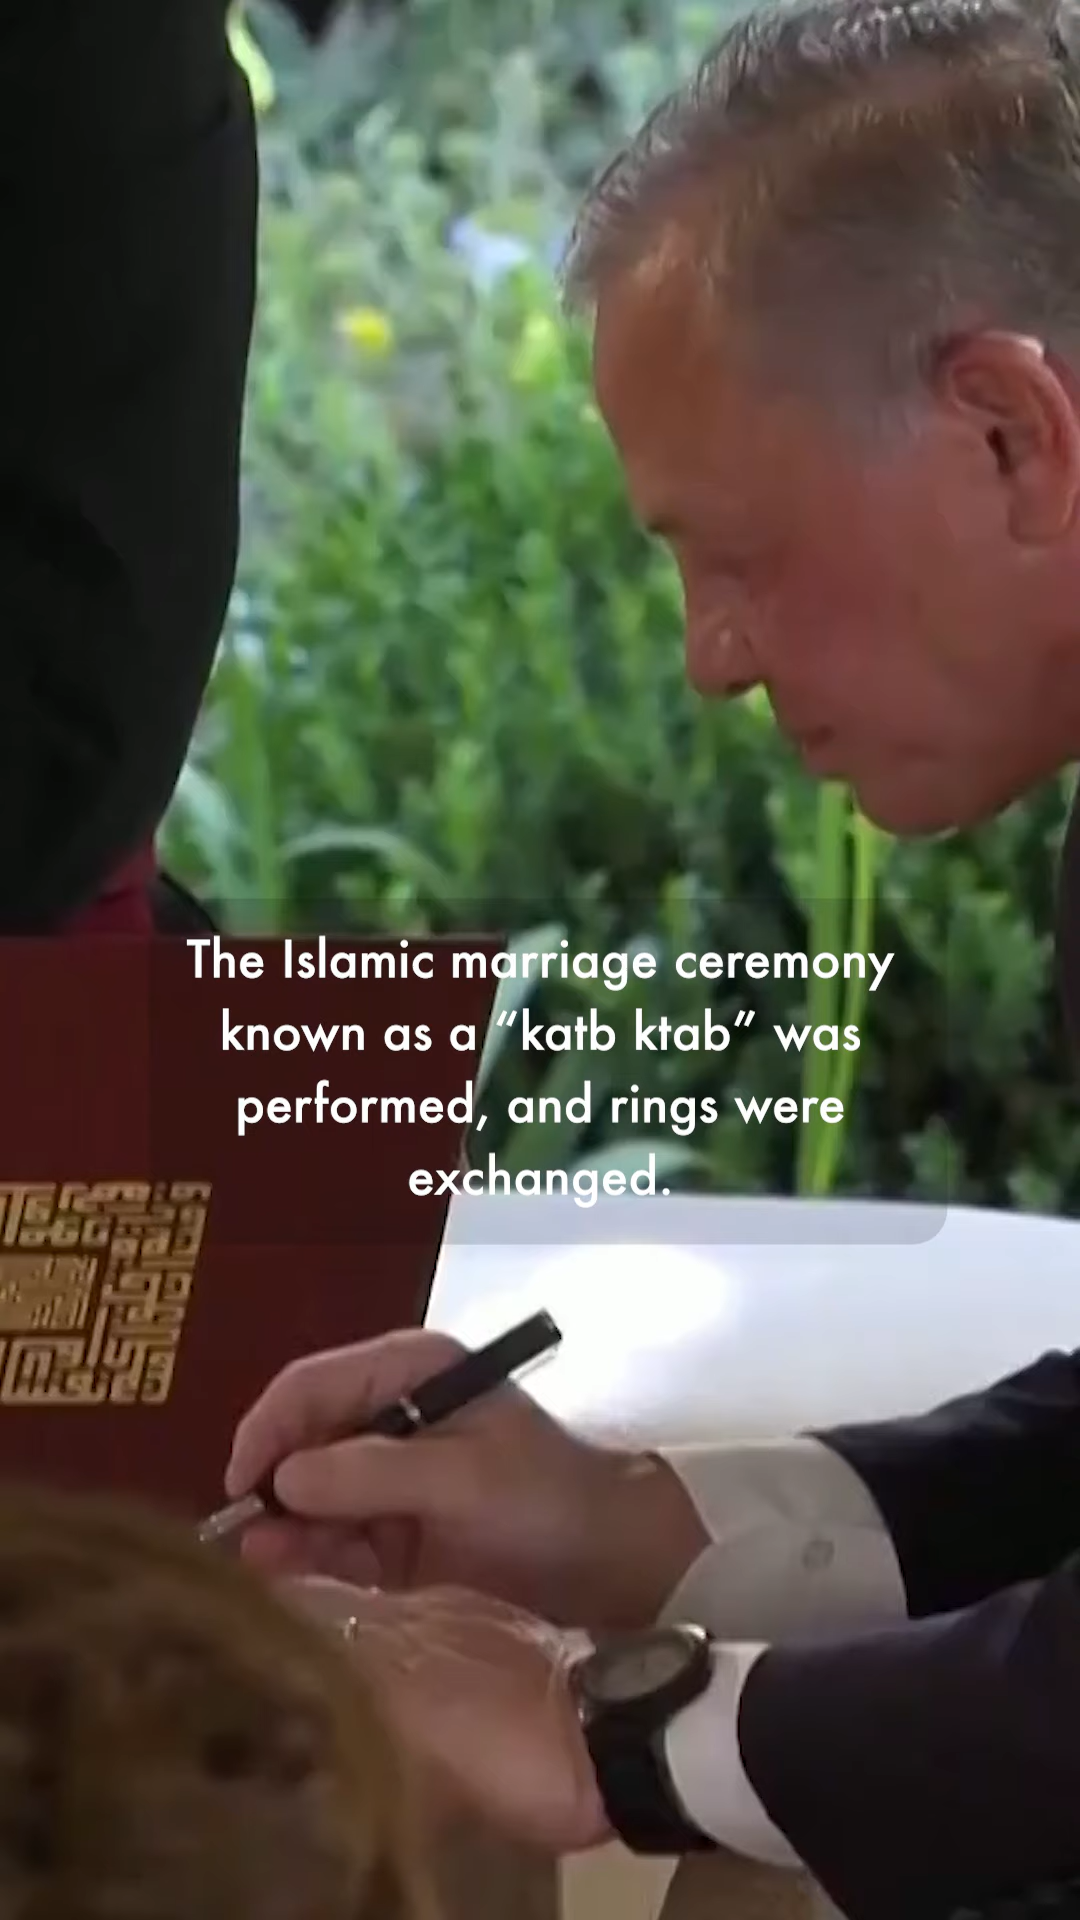 The Islamic marriage ceremony
known as a “katb ktab” was
performed, and rings were
exchanged.